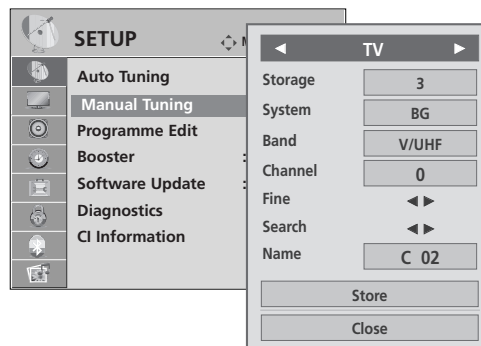 SETUP
Auto Tuning
Manual Tuning
Programme Edit
Booster :
Software Update :
Diagnostics
CI Information
◄ TV ►
Storage 3
System BG
Band V/UHF
Channel 0
Fine ◄ ►
Search ◄ ►
Name C 02
Store
Close